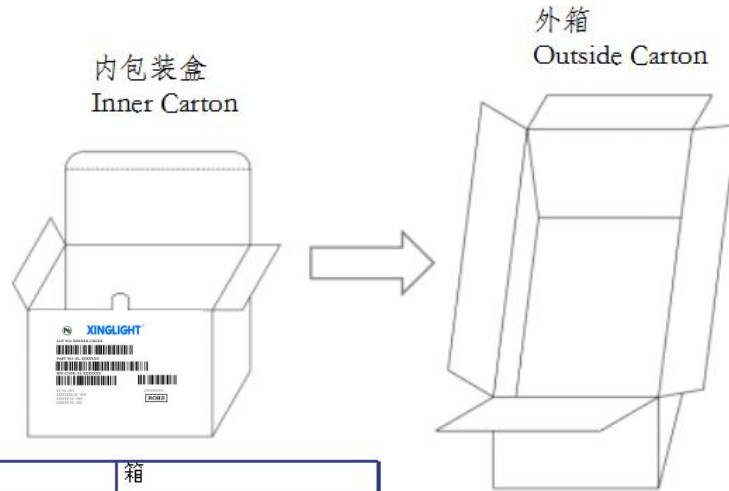 外箱
Outside Carton
内包装盒
Inner Carton
XINGLIGHT
ROHS
箱